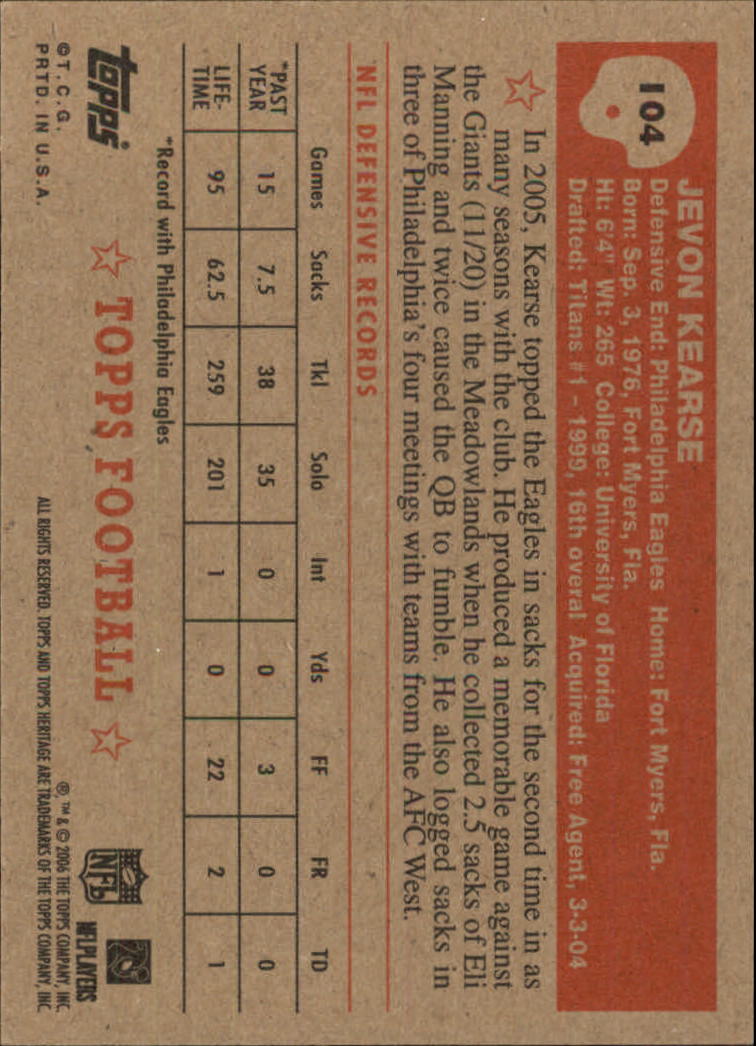 104
JEVON KEARSE
Defensive End: Philadelphia Eagles Home: Fort Myers, Fla.
Born: Sep. 3, 1976, Fort Myers, Fla.
Ht: 6'4" Wt: 265 College: University of Florida
Drafted: Titans #1 - 1999, 16th overal Acquired: Free Agent, 3-3-04
In 2005, Kearse topped the Eagles in sacks for the second time in as
many seasons with the club. He produced a memorable game against
the Giants (11/20) in the Meadowlands when he collected 2.5 sacks of Eli
Manning and twice caused the QB to fumble. He also logged sacks in
three of Philadelphia's four meetings with teams from the AFC West.
NFL DEFENSIVE RECORDS
Games Sacks Tkl Solo Int Yds FF FR TD
*PAST YEAR 15 7.5 38 35 0 0 3 0 0
LIFE-TIME 95 62.5 259 201 1 0 22 2 1
*Record with Philadelphia Eagles
topps
©T.C.G.
PRTD. IN U.S.A.
TOPPS FOOTBALL
NFL
NFLPLAYERS
®, ™ & © 2006 THE TOPPS COMPANY, INC.
ALL RIGHTS RESERVED. TOPPS AND TOPPS HERITAGE ARE TRADEMARKS OF THE TOPPS COMPANY, INC.